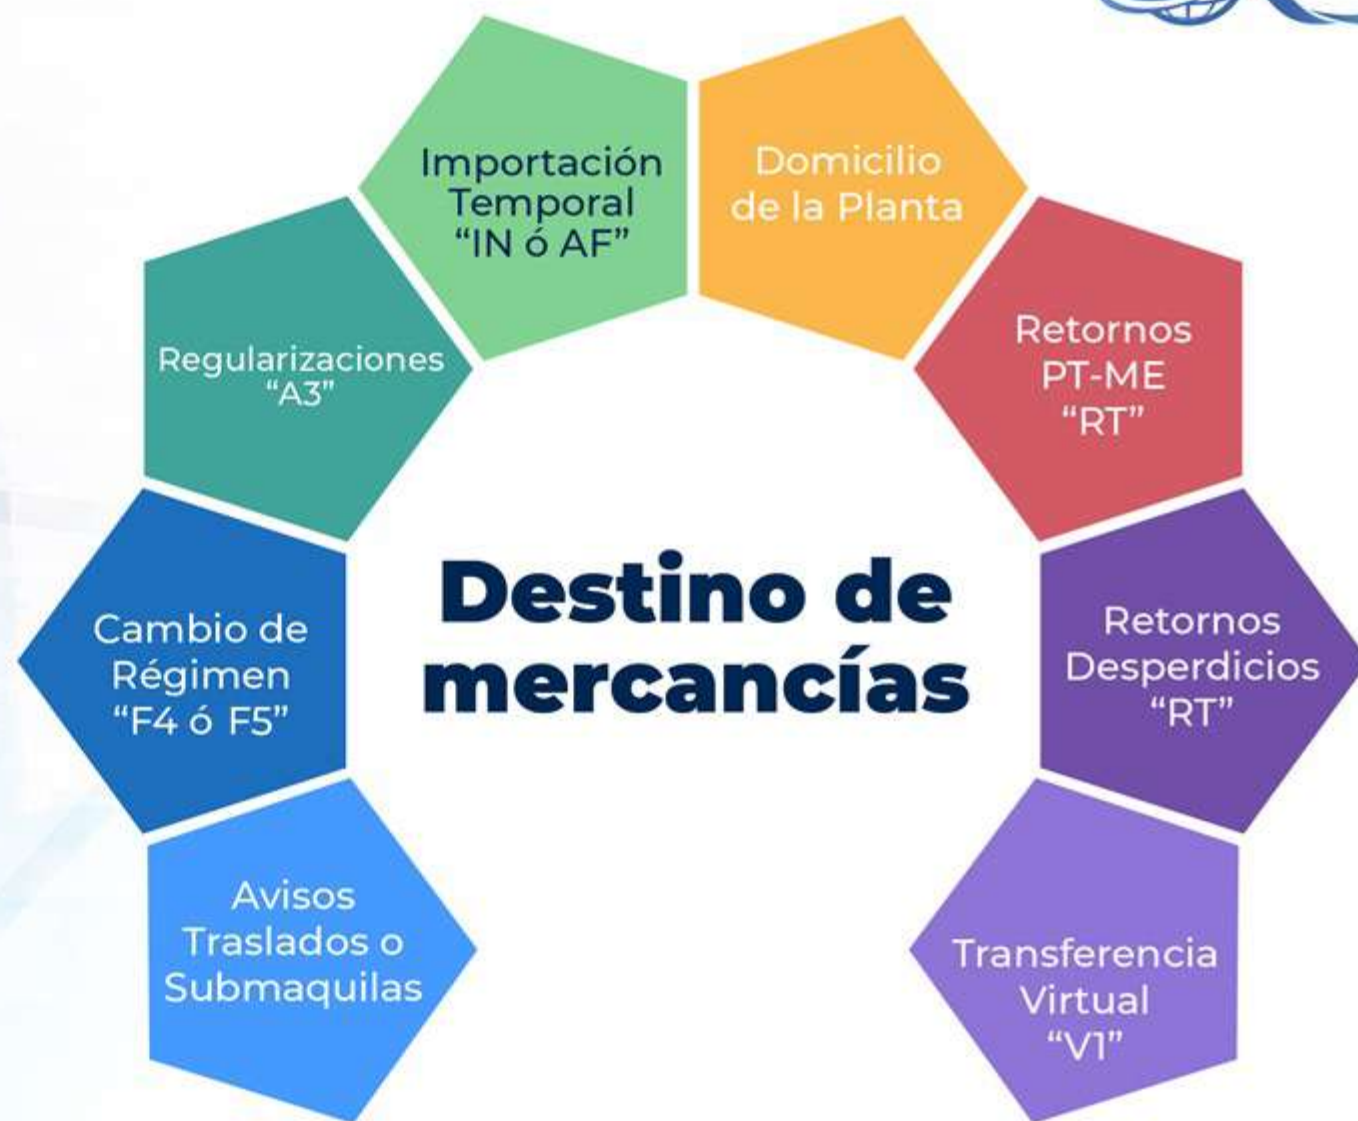 Importación
Temporal
“IN ó AF”
Domicilio
de la Planta
Retornos
PT-ME
“RT”
Retornos
Desperdicios
“RT”
Transferencia
Virtual
“V1”
Avisos
Traslados o
Submaquilas
Cambio de
Régimen
“F4 ó F5”
Regularizaciones
“A3”
Destino de
mercancías